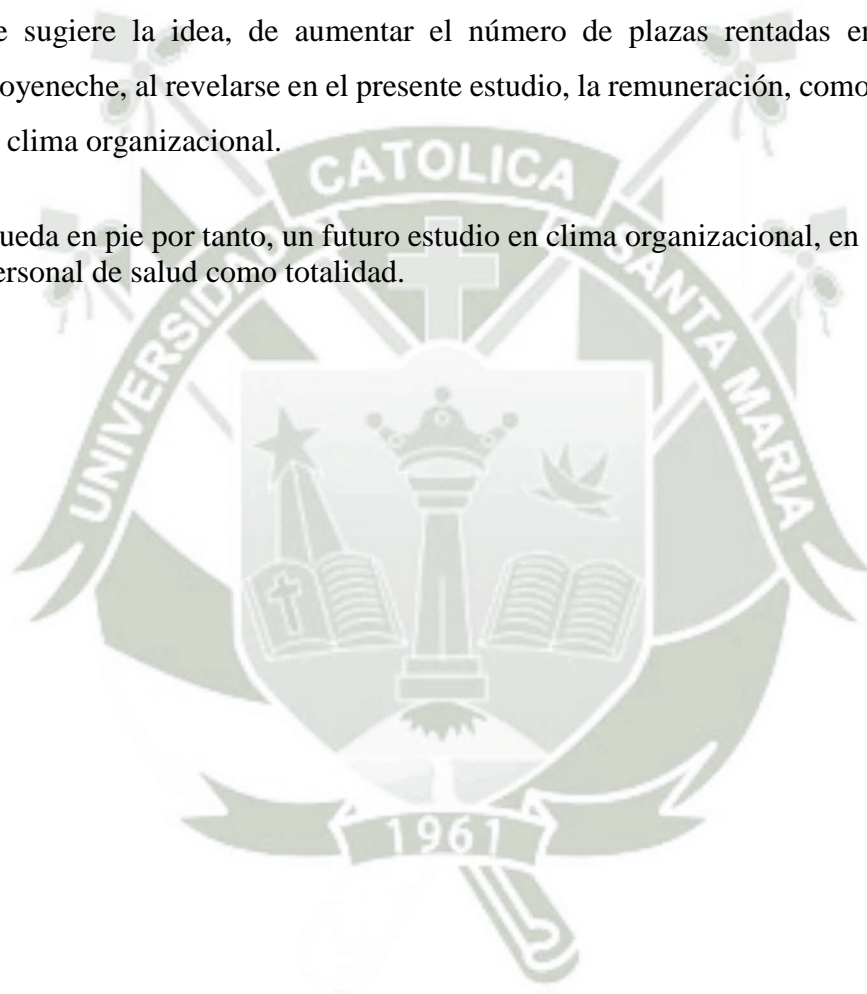 e sugiere la idea, de aumentar el número de plazas rentadas en
oyeneche, al revelarse en el presente estudio, la remuneración, como
clima organizacional.
ueda en pie por tanto, un futuro estudio en clima organizacional, en
ersonal de salud como totalidad.
UNIVERSIDAD CATOLICA SANTA MARIA
1961